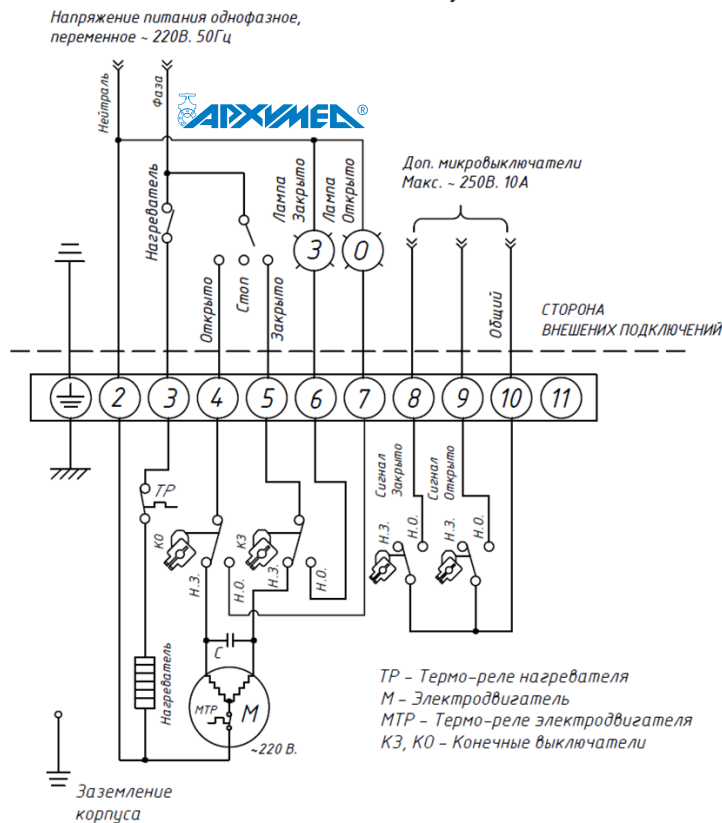 Напряжение питания однофазное,
переменное ~ 220В. 50Гц
Нейтраль
Фаза
АРХИМЕД®
Нагреватель
Лампа
Закрыто
Лампа
Открыто
Доп. микровыключатели
Макс. ~ 250В. 10А
З
О
Открыто
Стоп
Закрыто
Общий
СТОРОНА
ВНЕШЕНИХ ПОДКЛЮЧЕНИЙ
2
3
4
5
6
7
8
9
10
11
ТР
КО
Н.З.
Н.О.
КЗ
Н.З.
Н.О.
Сигнал
Закрыто
Н.З.
Н.О.
Сигнал
Открыто
Н.З.
Н.О.
С
Нагреватель
МТР
М
~220 В.
ТР – Термо-реле нагревателя
М – Электродвигатель
МТР – Термо-реле электродвигателя
КЗ, КО – Конечные выключатели
Заземление
корпуса